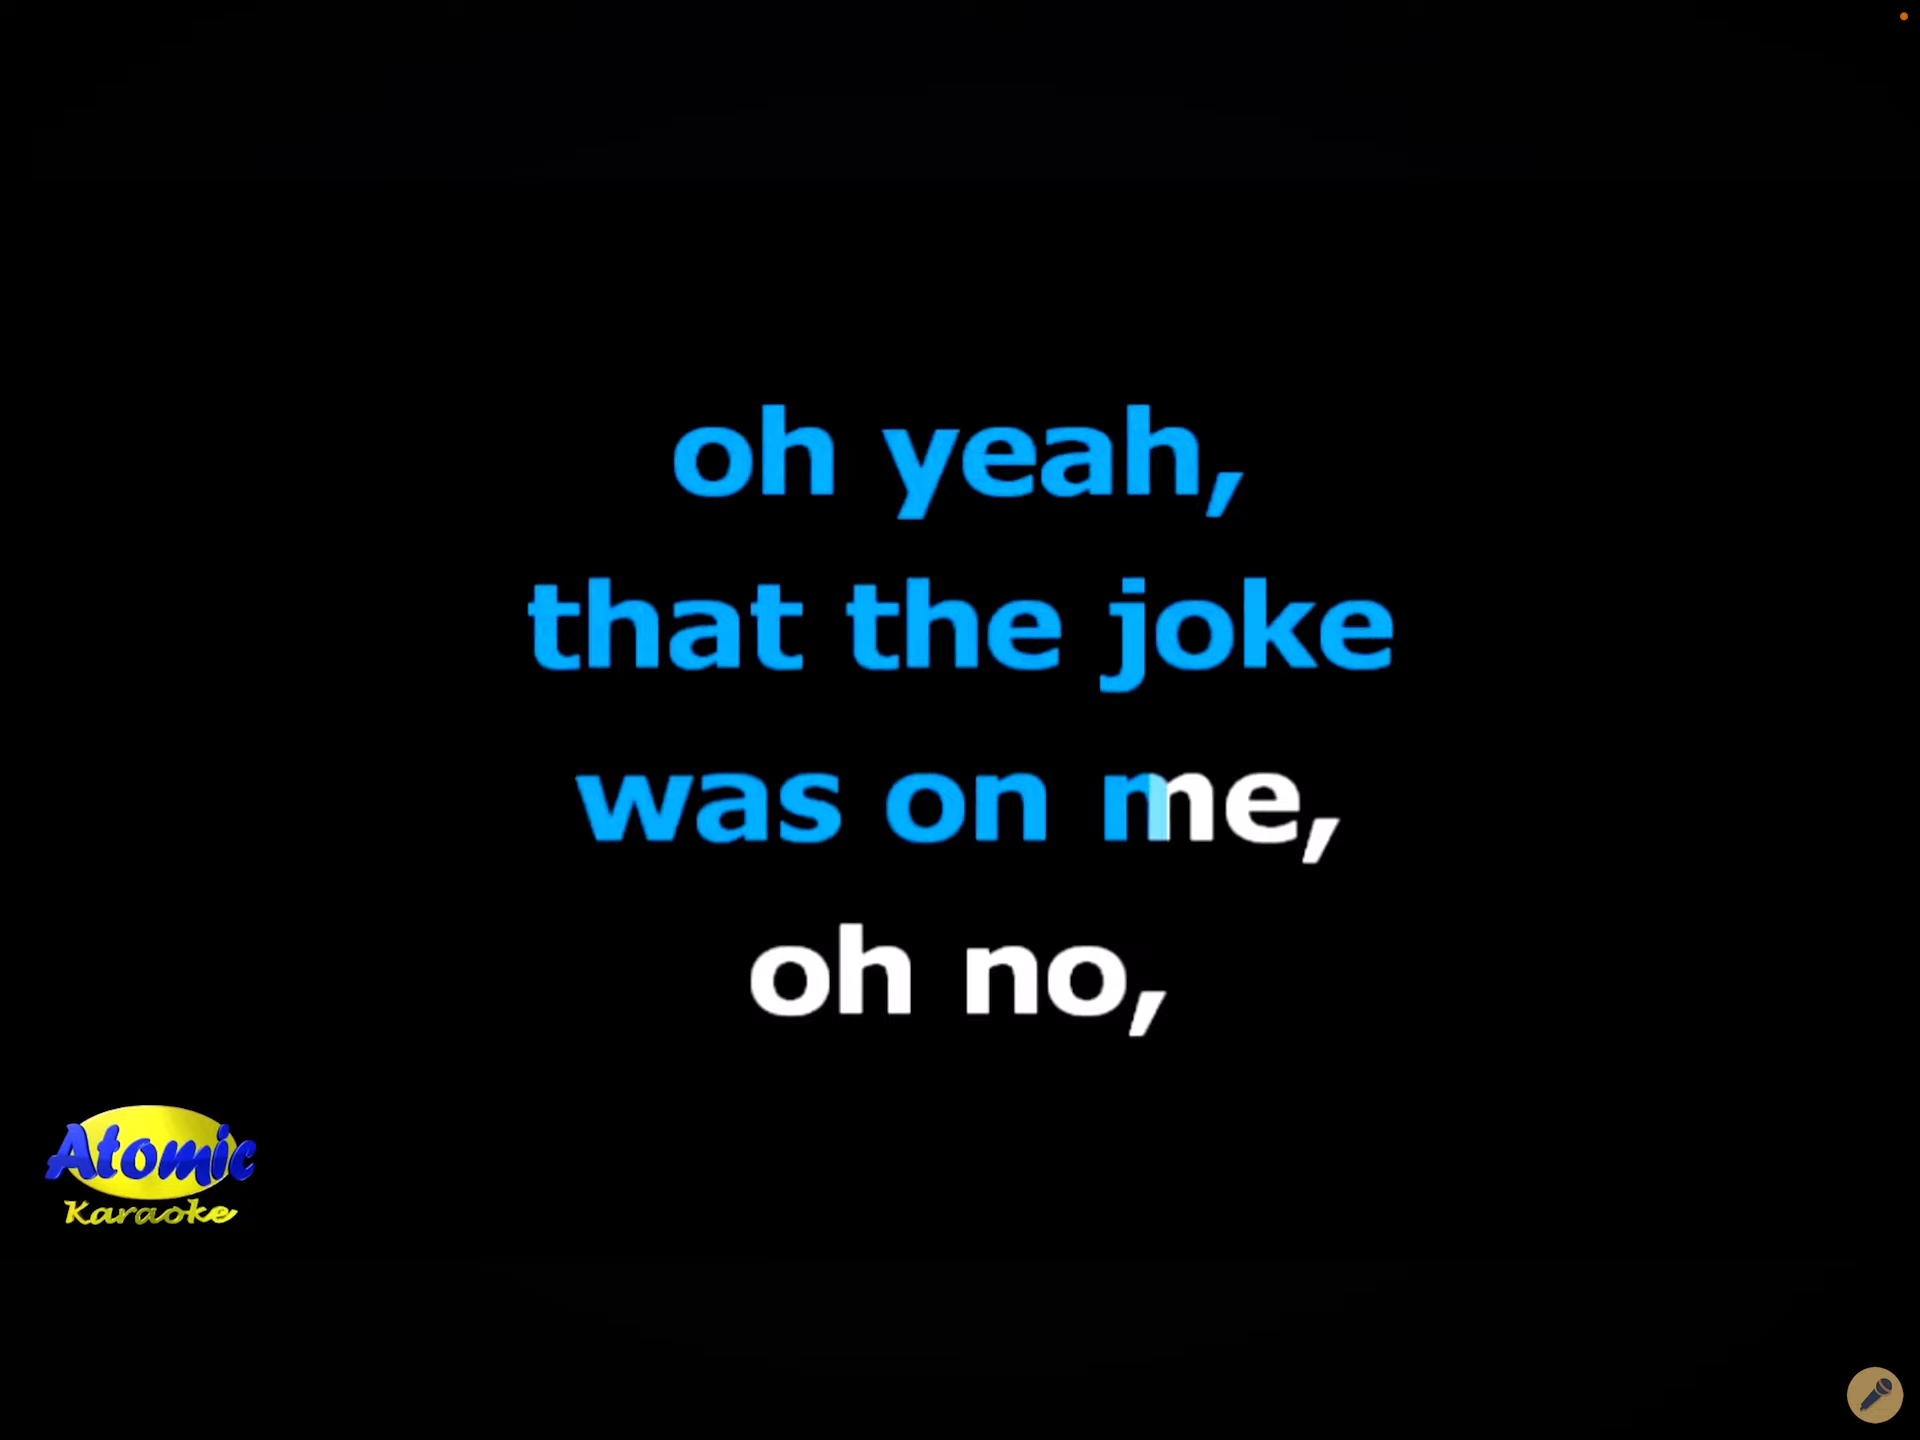 oh yeah,
that the joke
was on me,
oh no,
Atomic
Karaoke